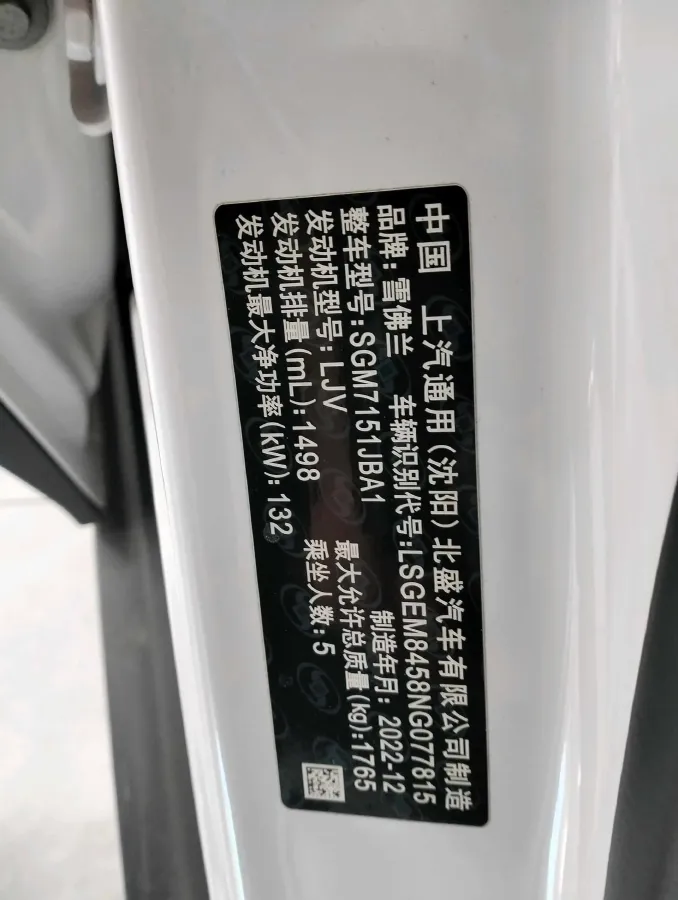 中国 上汽通用(沈阳)北盛汽车有限公司制造
品牌:雪佛兰 车辆识别代号:LSGEM8458NG077815
整车型号:SGM7151JBA1 制造年月:2022-12
发动机型号:LJV 最大允许总质量(kg):1765
发动机排量(mL):1498 乘坐人数:5
发动机最大净功率(kW):132